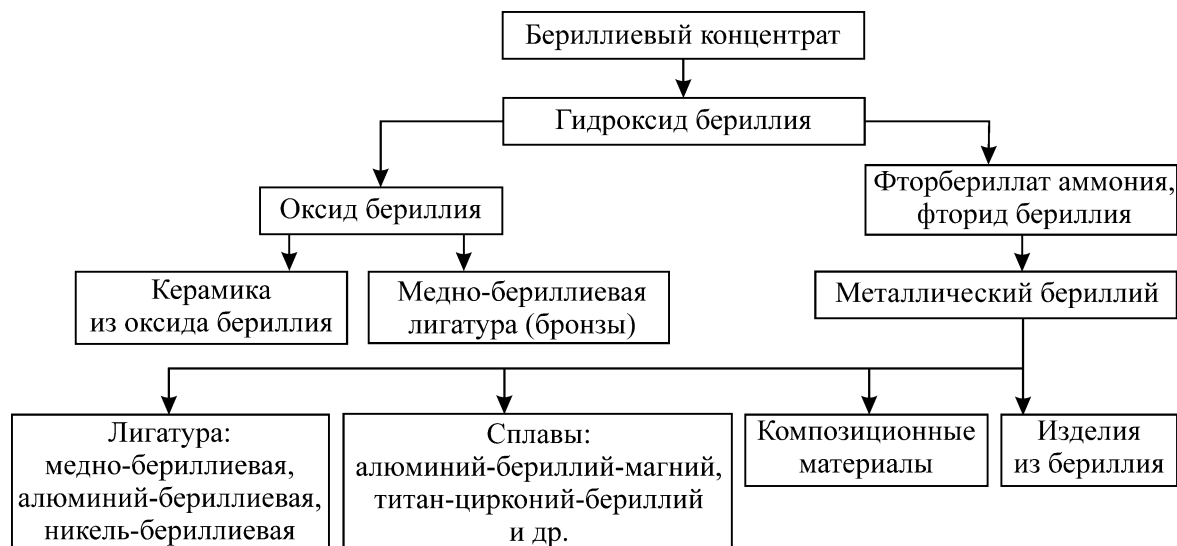 Бериллиевый концентрат
Гидроксид бериллия
Оксид бериллия
Фторбериллат аммония,
фторид бериллия
Керамика
из оксида бериллия
Медно-бериллиевая
лигатура (бронзы)
Металлический бериллий
Лигатура:
медно-бериллиевая,
алюминий-бериллиевая,
никель-бериллиевая
Сплавы:
алюминий-бериллий-магний,
титан-цирконий-бериллий
и др.
Композиционные
материалы
Изделия
из бериллия